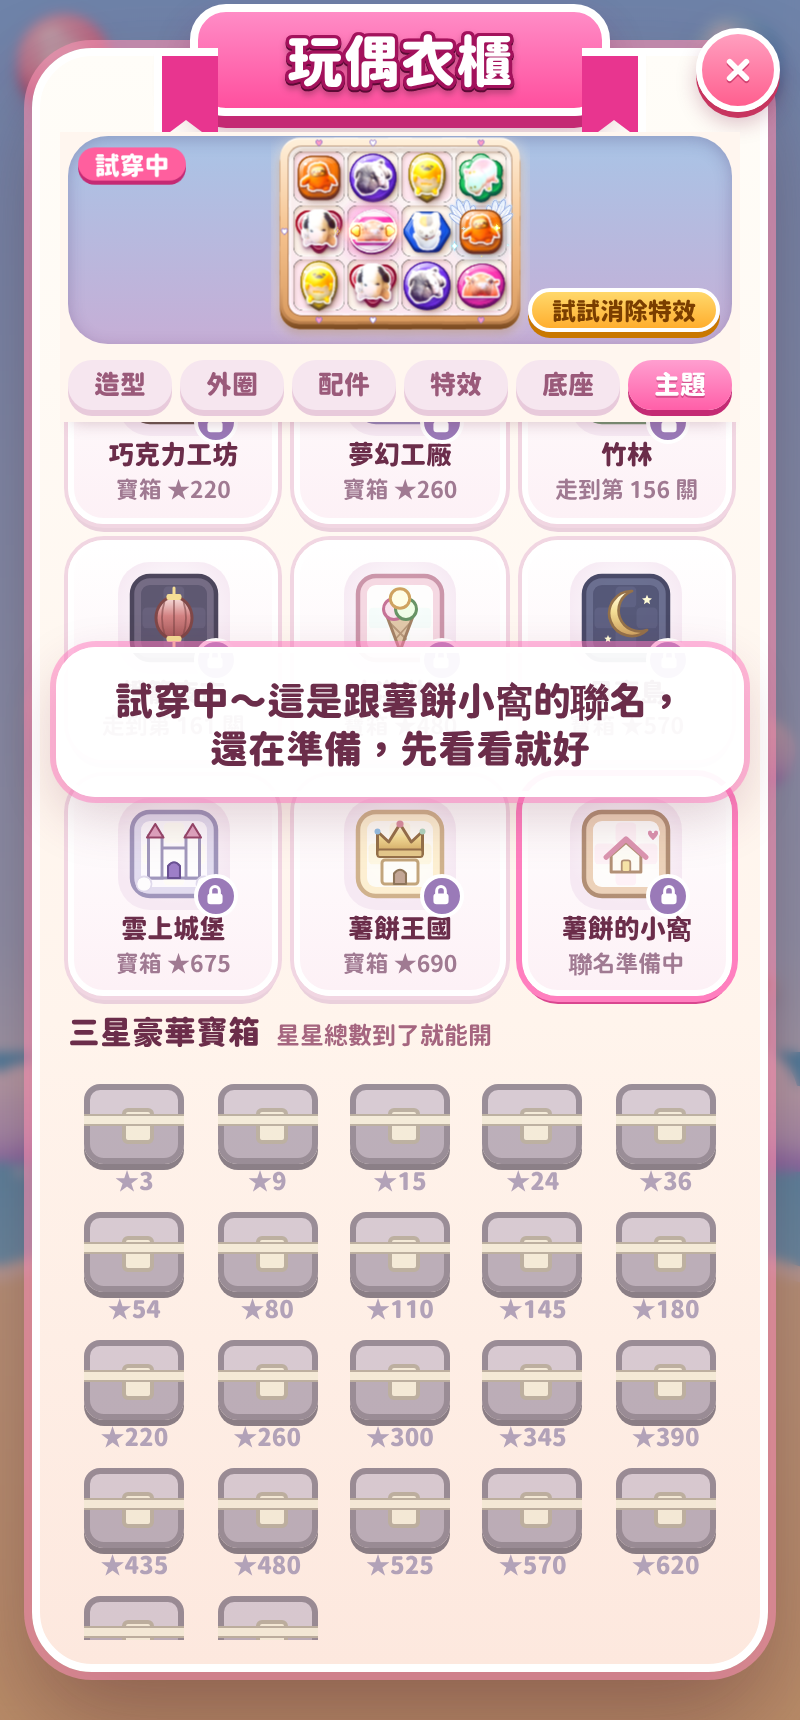 玩偶衣櫃
試穿中
試試消除特效
造型
外圈
配件
特效
底座
主題
巧克力工坊
夢幻工廠
竹林
寶箱 ★220
寶箱 ★260
走到第 156 關
試穿中～這是跟薯餅小窩的聯名，
還在準備，先看看就好
雲上城堡
薯餅王國
薯餅的小窩
寶箱 ★675
寶箱 ★690
聯名準備中
三星豪華寶箱 星星總數到了就能開
★3
★9
★15
★24
★36
★54
★80
★110
★145
★180
★220
★260
★300
★345
★390
★435
★480
★525
★570
★620